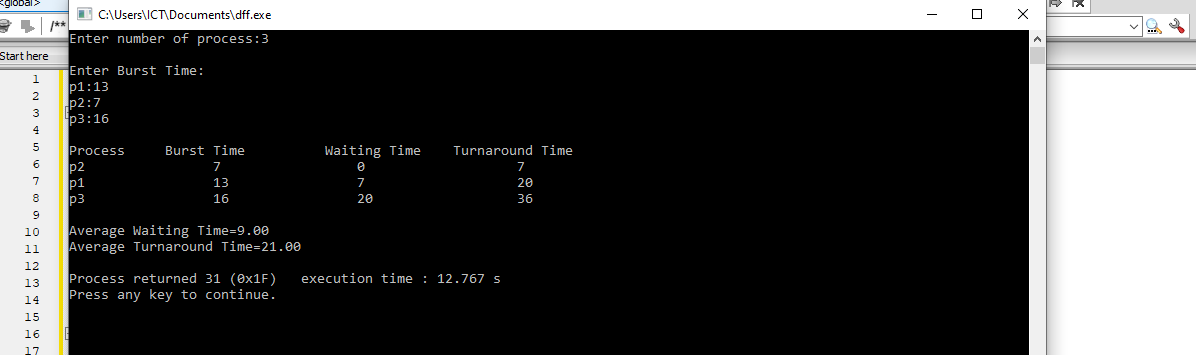 <global>
C:\Users\ICT\Documents\dff.exe
/**
Start here
1
2
3
4
5
6
7
8
9
10
11
12
13
14
15
16
17
Enter number of process:3
Enter Burst Time:
p1:13
p2:7
p3:16
Process Burst Time Waiting Time Turnaround Time
p2 7 0 7
p1 13 7 20
p3 16 20 36
Average Waiting Time=9.00
Average Turnaround Time=21.00
Process returned 31 (0x1F) execution time : 12.767 s
Press any key to continue.